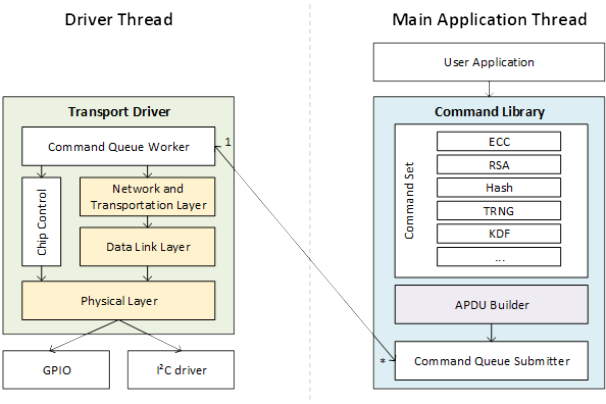 Driver Thread
Main Application Thread
User Application
Transport Driver
Command Library
Command Queue Worker
1
Chip Control
Network and
Transportation Layer
Data Link Layer
Physical Layer
GPIO
I²C driver
Command Set
ECC
RSA
Hash
TRNG
KDF
...
APDU Builder
*
Command Queue Submitter